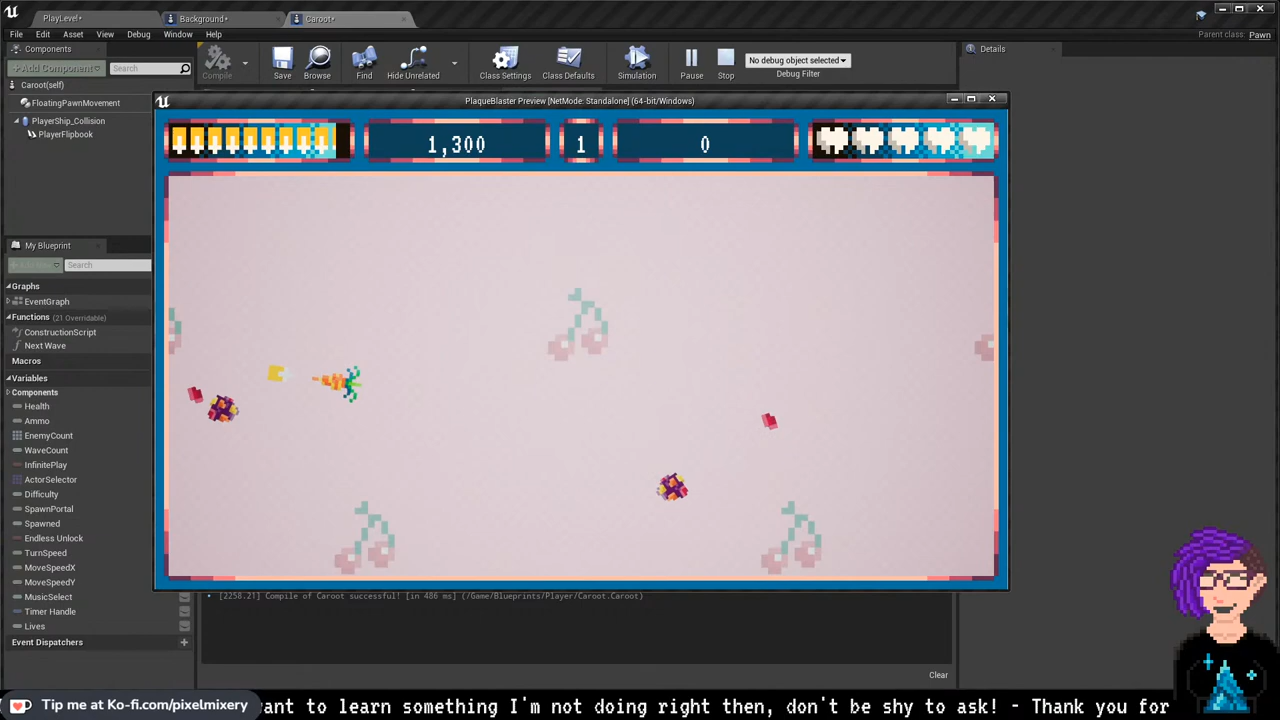 PlayLevel•
Background•
Caroot•
File
Edit
Asset
View
Debug
Window
Help
Parent class: Pawn
Components
+ Add Component
Search
Caroot(self)
FloatingPawnMovement
PlayerShip_Collision
PlayerFlipbook
Compile
Save
Browse
Find
Hide Unrelated
Class Settings
Class Defaults
Simulation
Pause
Stop
No debug object selected
Debug Filter
Details
PlaqueBlaster Preview [NetMode: Standalone] (64-bit/Windows)
1,300
1
0
My Blueprint
Search
Graphs
EventGraph
Functions (21 Overridable)
ConstructionScript
Next Wave
Macros
Variables
Components
Health
Ammo
EnemyCount
WaveCount
InfinitePlay
ActorSelector
Difficulty
SpawnPortal
Spawned
Endless Unlock
TurnSpeed
MoveSpeedX
MoveSpeedY
MusicSelect
Timer Handle
Lives
Event Dispatchers
[2258.21] Compile of Caroot successful! [in 486 ms] (/Game/Blueprints/Player/Caroot.Caroot)
Clear
Tip me at Ko-fi.com/pixelmixery
want to learn something I'm not doing right then, don't be shy to ask! - Thank you for